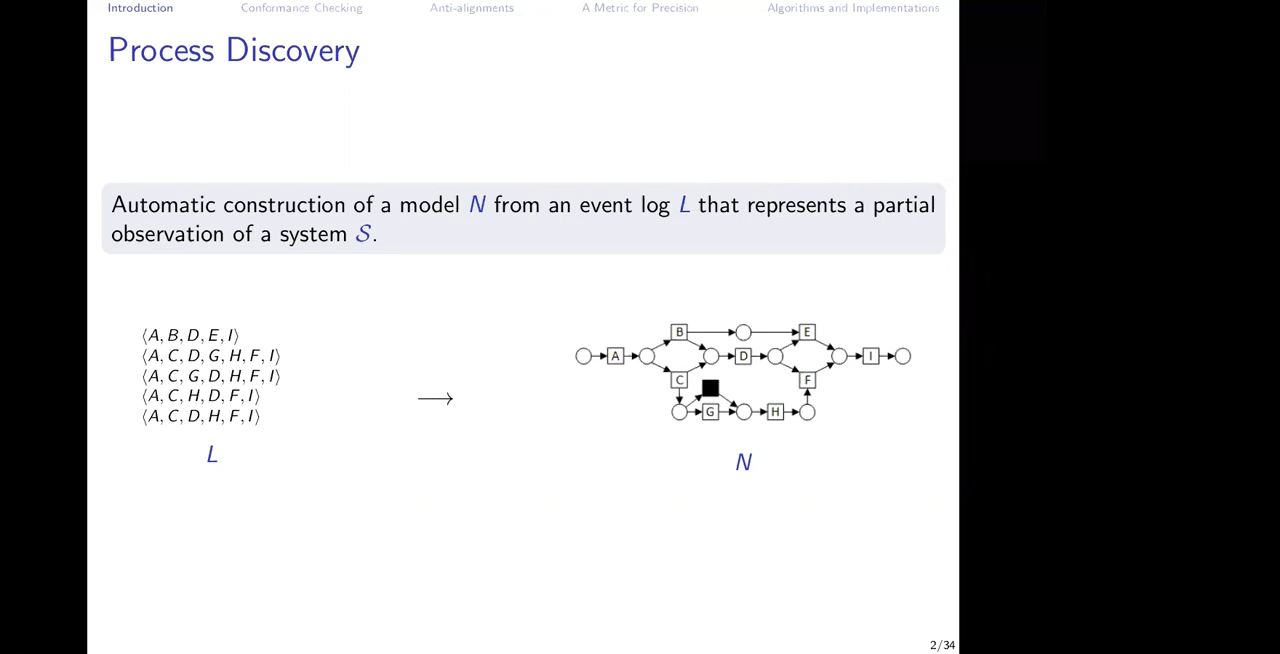 Introduction Conformance Checking Anti-alignments A Metric for Precision Algorithms and Implementations
Process Discovery
Automatic construction of a model N from an event log L that represents a partial
observation of a system S.
⟨A, B, D, E, I⟩
⟨A, C, D, G, H, F, I⟩
⟨A, C, G, D, H, F, I⟩
⟨A, C, H, D, F, I⟩
⟨A, C, D, H, F, I⟩
L
B E
A D I
C F
G H
N
2/34